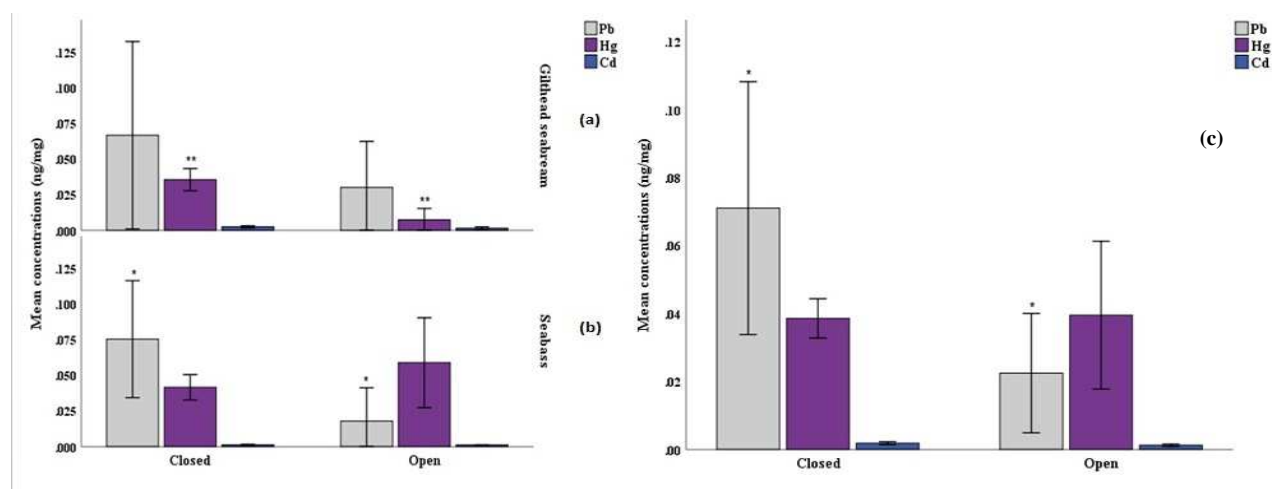 Mean concentrations (ng/mg)
.125
.100
.075
.050
.025
.000
**
**
Pb
Hg
Cd
Gilthead seabream
(a)
.125
.100
.075
.050
.025
.000
*
*
Seabass
(b)
Closed
Open
Mean concentrations (ng/mg)
.12
.10
.08
.06
.04
.02
.00
*
*
Pb
Hg
Cd
(c)
Closed
Open